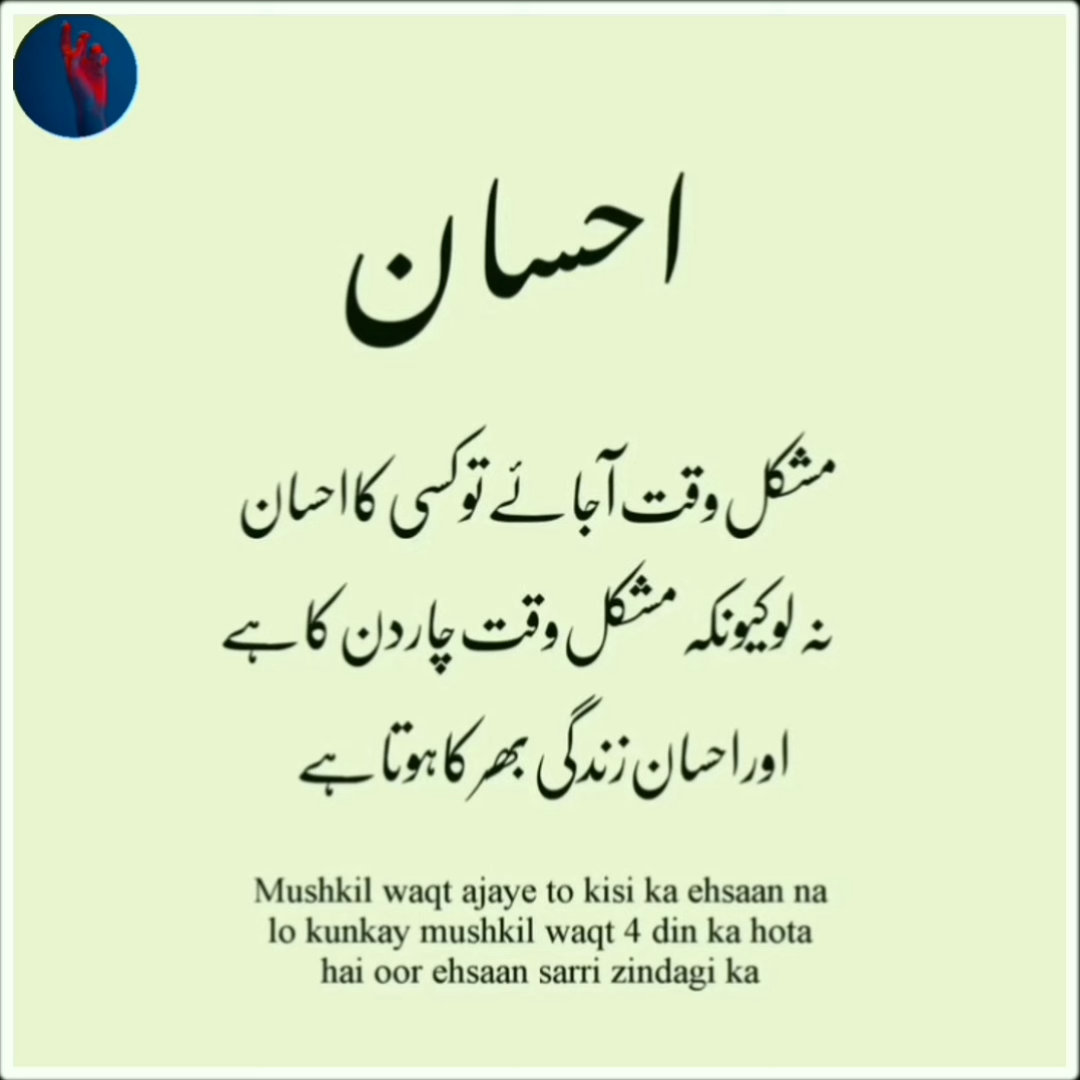 احسان
مشکل وقت آجائے تو کسی کا احسان
نہ لو کیونکہ مشکل وقت چار دن کا ہے
اور احسان زندگی بھر کا ہوتا ہے
Mushkil waqt ajaye to kisi ka ehsaan na
lo kunkay mushkil waqt 4 din ka hota
hai oor ehsaan sarri zindagi ka